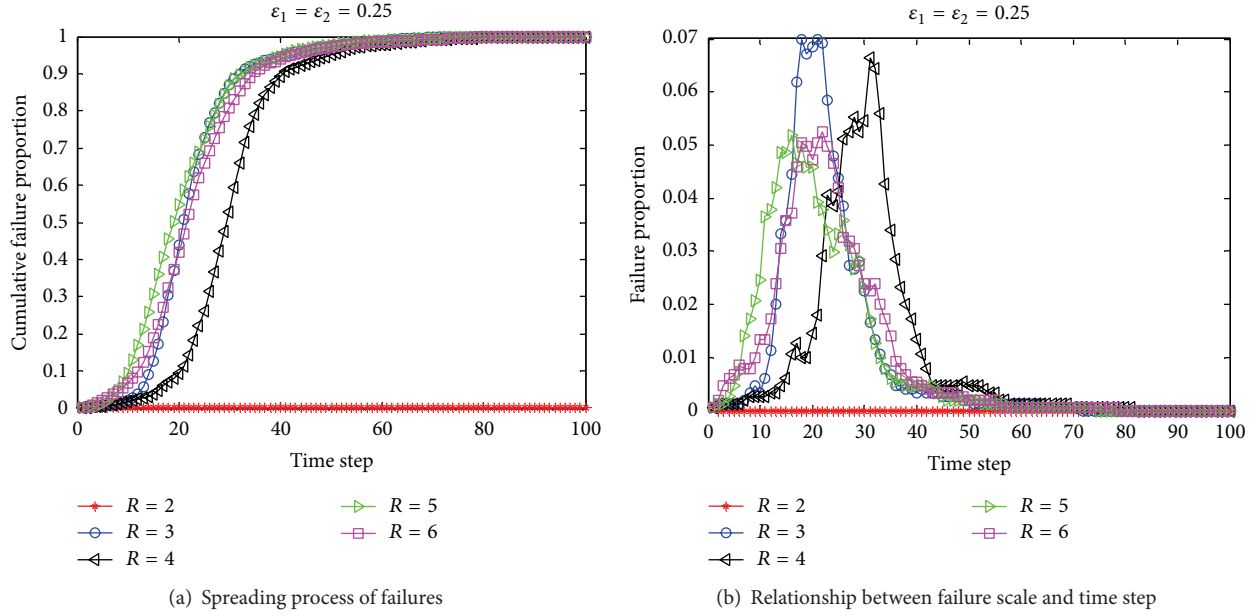 ε₁ = ε₂ = 0.25
Cumulative failure proportion
1
0.9
0.8
0.7
0.6
0.5
0.4
0.3
0.2
0.1
0
0 20 40 60 80 100
Time step
R = 2
R = 3
R = 4
R = 5
R = 6
(a) Spreading process of failures
ε₁ = ε₂ = 0.25
Failure proportion
0.07
0.06
0.05
0.04
0.03
0.02
0.01
0
0 10 20 30 40 50 60 70 80 90 100
Time step
R = 2
R = 3
R = 4
R = 5
R = 6
(b) Relationship between failure scale and time step